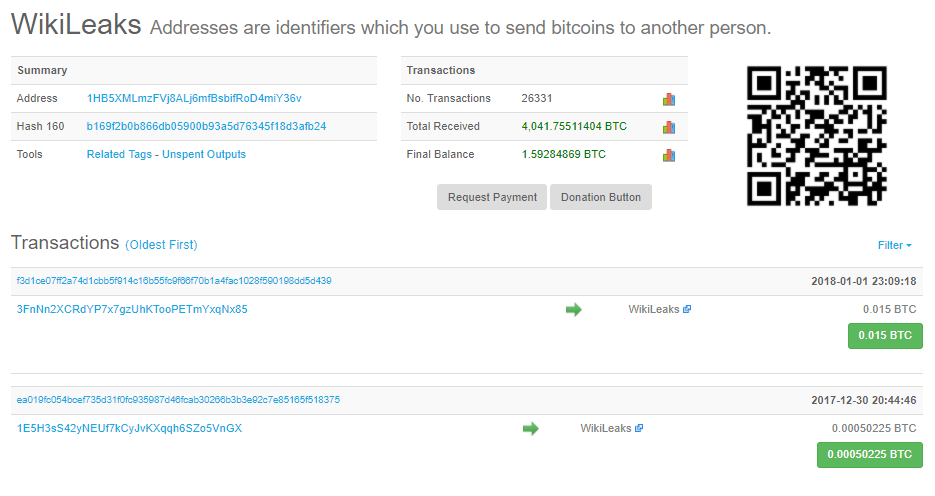 WikiLeaks Addresses are identifiers which you use to send bitcoins to another person.
Summary
Address 1HB5XMLmzFVj8ALj6mfBsbifRoD4miY36v
Hash 160 b169f2b0b866db05900b93a5d76345f18d3afb24
Tools Related Tags - Unspent Outputs
Transactions
No. Transactions 26331
Total Received 4,041.75511404 BTC
Final Balance 1.59284869 BTC
Request Payment Donation Button
Transactions (Oldest First) Filter
f3d1ce07ff2a74d1cbb5f914c16b55fc9f66f70b1a4fac1028f590198dd5d439 2018-01-01 23:09:18
3FnNn2XCRdYP7x7gzUhKTooPETmYxqNx85 WikiLeaks 0.015 BTC
0.015 BTC
ea019fc054bcef735d31f0fc935987d46fcab30266b3b3e92c7e85165f518375 2017-12-30 20:44:46
1E5H3sS42yNEUf7kCyJvKXqqh6SZo5VnGX WikiLeaks 0.00050225 BTC
0.00050225 BTC